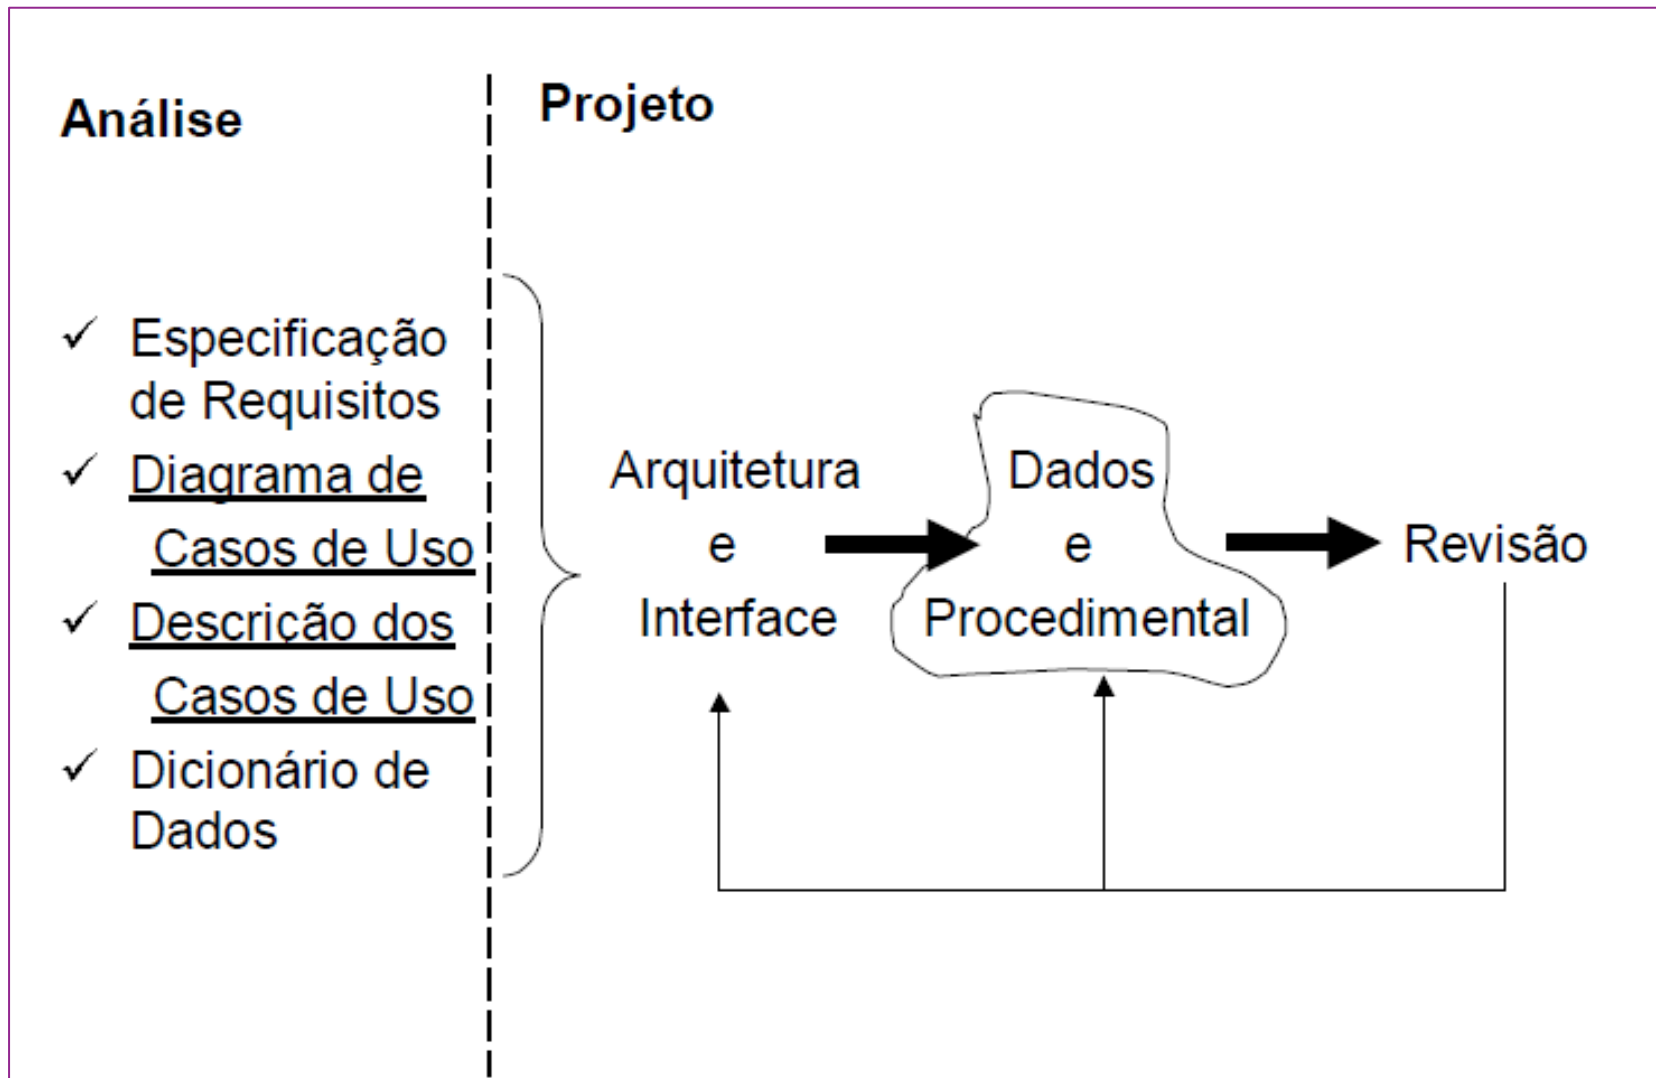 Análise
Projeto
✓ Especificação
de Requisitos
✓ Diagrama de
Casos de Uso
✓ Descrição dos
Casos de Uso
✓ Dicionário de
Dados
Arquitetura
e
Interface
Dados
e
Procedimental
Revisão